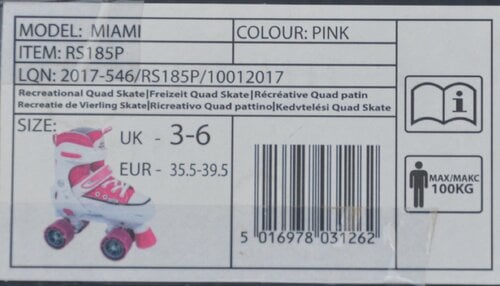 MODEL: MIAMI COLOUR: PINK
ITEM: RS185P
LQN: 2017-546/RS185P/10012017
Recreational Quad Skate|Freizeit Quad Skate|Récréative Quad patin
Recreatie de Vierling Skate|Ricreativo Quad pattino|Kedvtelési Quad Skate
SIZE:
UK - 3-6
EUR - 35.5-39.5
5 016978 031262
i
MAX/МАКС
100KG